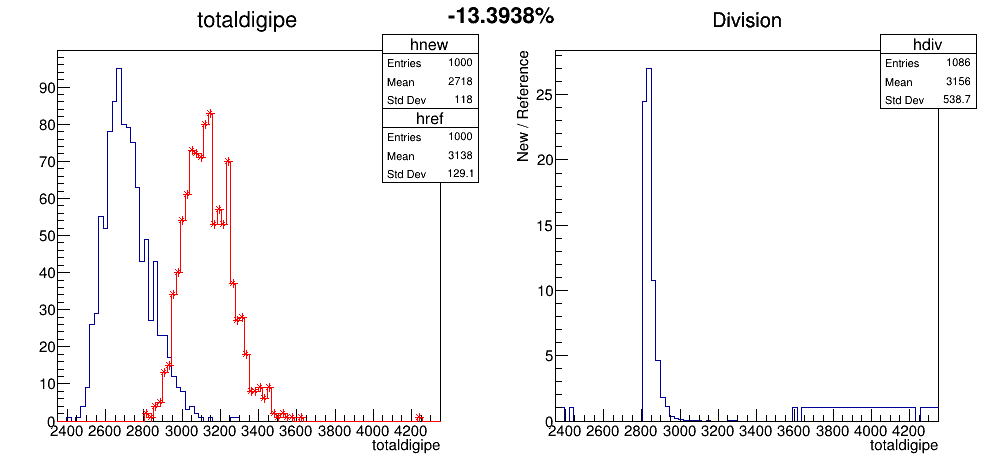 -13.3938%
totaldigipe
hnew
Entries 1000
Mean 2718
Std Dev 118
href
Entries 1000
Mean 3138
Std Dev 129.1
90
80
70
60
50
40
30
20
10
0
2400 2600 2800 3000 3200 3400 3600 3800 4000 4200
totaldigipe
Division
hdiv
Entries 1086
Mean 3156
Std Dev 538.7
New / Reference
25
20
15
10
5
0
2400 2600 2800 3000 3200 3400 3600 3800 4000 4200
totaldigipe